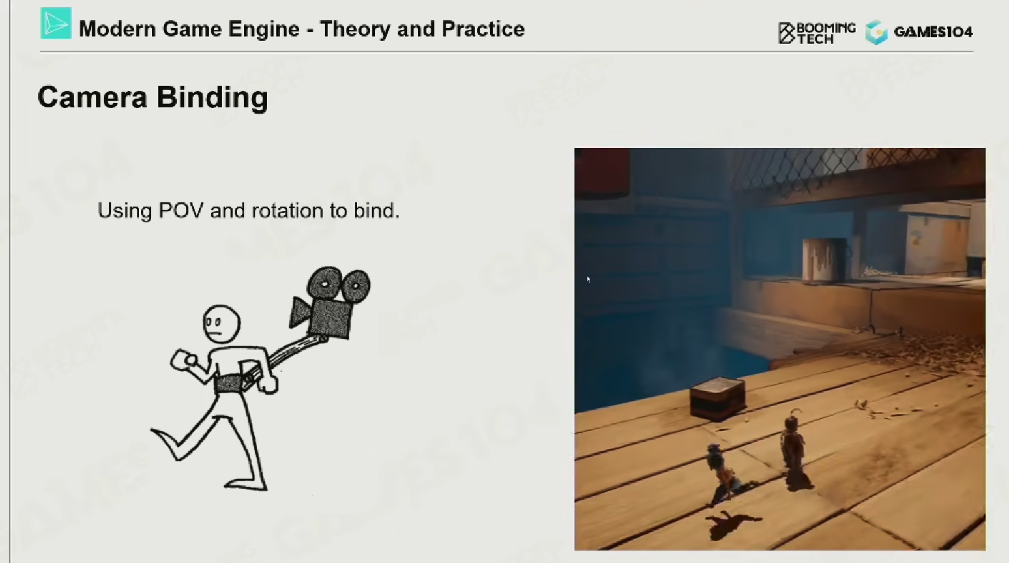 Modern Game Engine - Theory and Practice
BOOMING
TECH
GAMES104
Camera Binding
Using POV and rotation to bind.